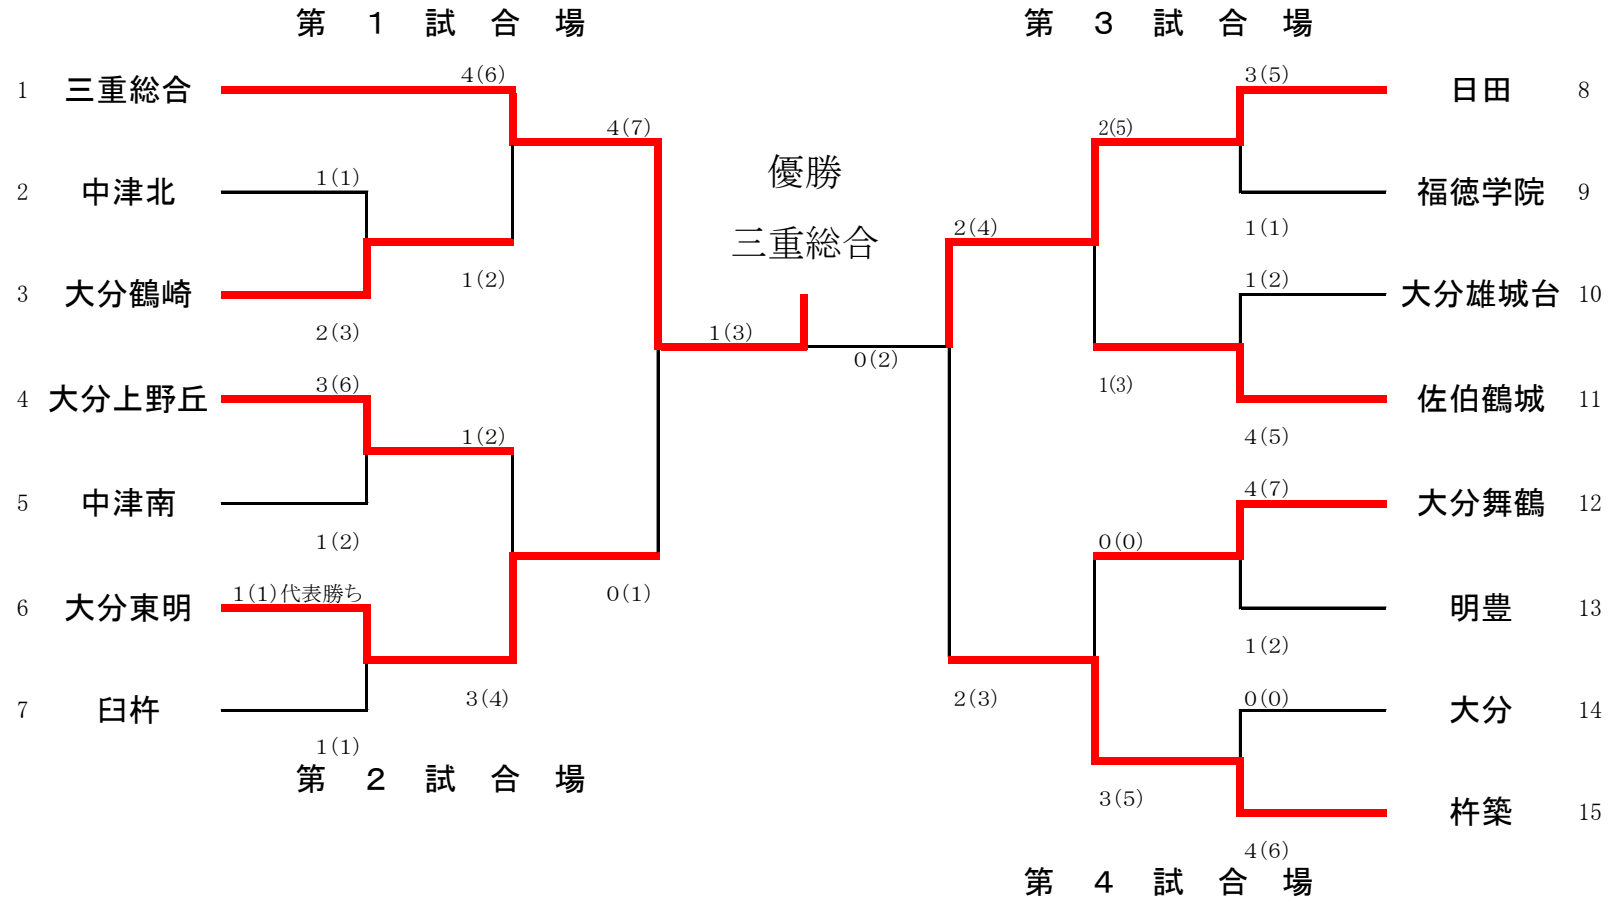 第 1 試 合 場
第 3 試 合 場
1 三重総合
4(6)
3(5)
日田 8
4(7)
2(5)
優勝
2 中津北
1(1)
福徳学院 9
三重総合
2(4)
1(1)
3 大分鶴崎
1(2)
1(2)
大分雄城台 10
2(3)
1(3)
0(2)
4 大分上野丘
3(6)
1(3)
佐伯鶴城 11
1(2)
4(5)
5 中津南
4(7)
大分舞鶴 12
1(2)
0(0)
6 大分東明
1(1)代表勝ち
0(1)
明豊 13
1(2)
7 臼杵
3(4)
2(3)
0(0)
大分 14
1(1)
第 2 試 合 場
3(5)
杵築 15
4(6)
第 4 試 合 場